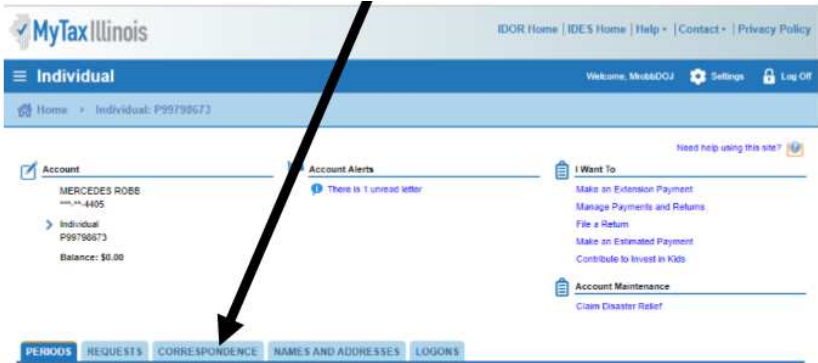 MyTax Illinois
IDOR Home | IDES Home | Help | Contact | Privacy Policy
Individual
Welcome, MrobbDOJ Settings Log Off
Home Individual: P99798673
Need help using this site?
Account
MERCEDES ROBB
***-**-4405
Individual
P99798673
Balance: $0.00
Account Alerts
There is 1 unread letter
I Want To
Make an Extension Payment
Manage Payments and Returns
File a Return
Make an Estimated Payment
Contribute to Invest in Kids
Account Maintenance
Claim Disaster Relief
PERIODS REQUESTS CORRESPONDENCE NAMES AND ADDRESSES LOGONS